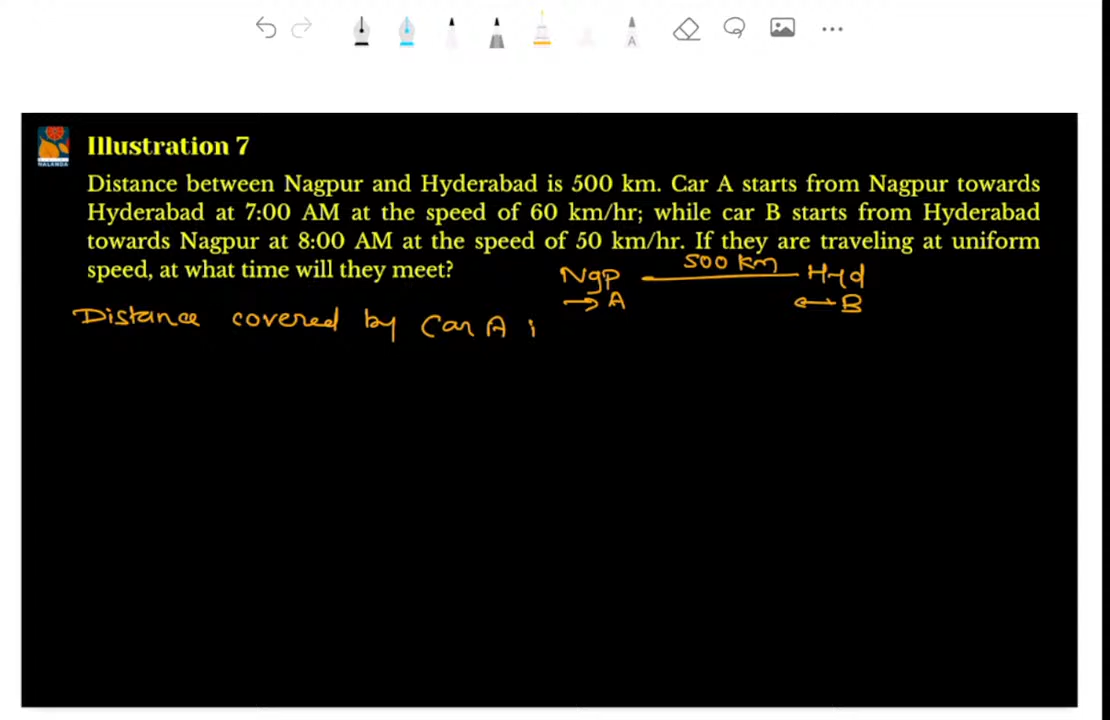 Illustration 7
Distance between Nagpur and Hyderabad is 500 km. Car A starts from Nagpur towards
Hyderabad at 7:00 AM at the speed of 60 km/hr; while car B starts from Hyderabad
towards Nagpur at 8:00 AM at the speed of 50 km/hr. If they are traveling at uniform
speed, at what time will they meet?
500 km
Ngp Hyd
→ A ← B
Distance covered by Car A i
NALANDA
A